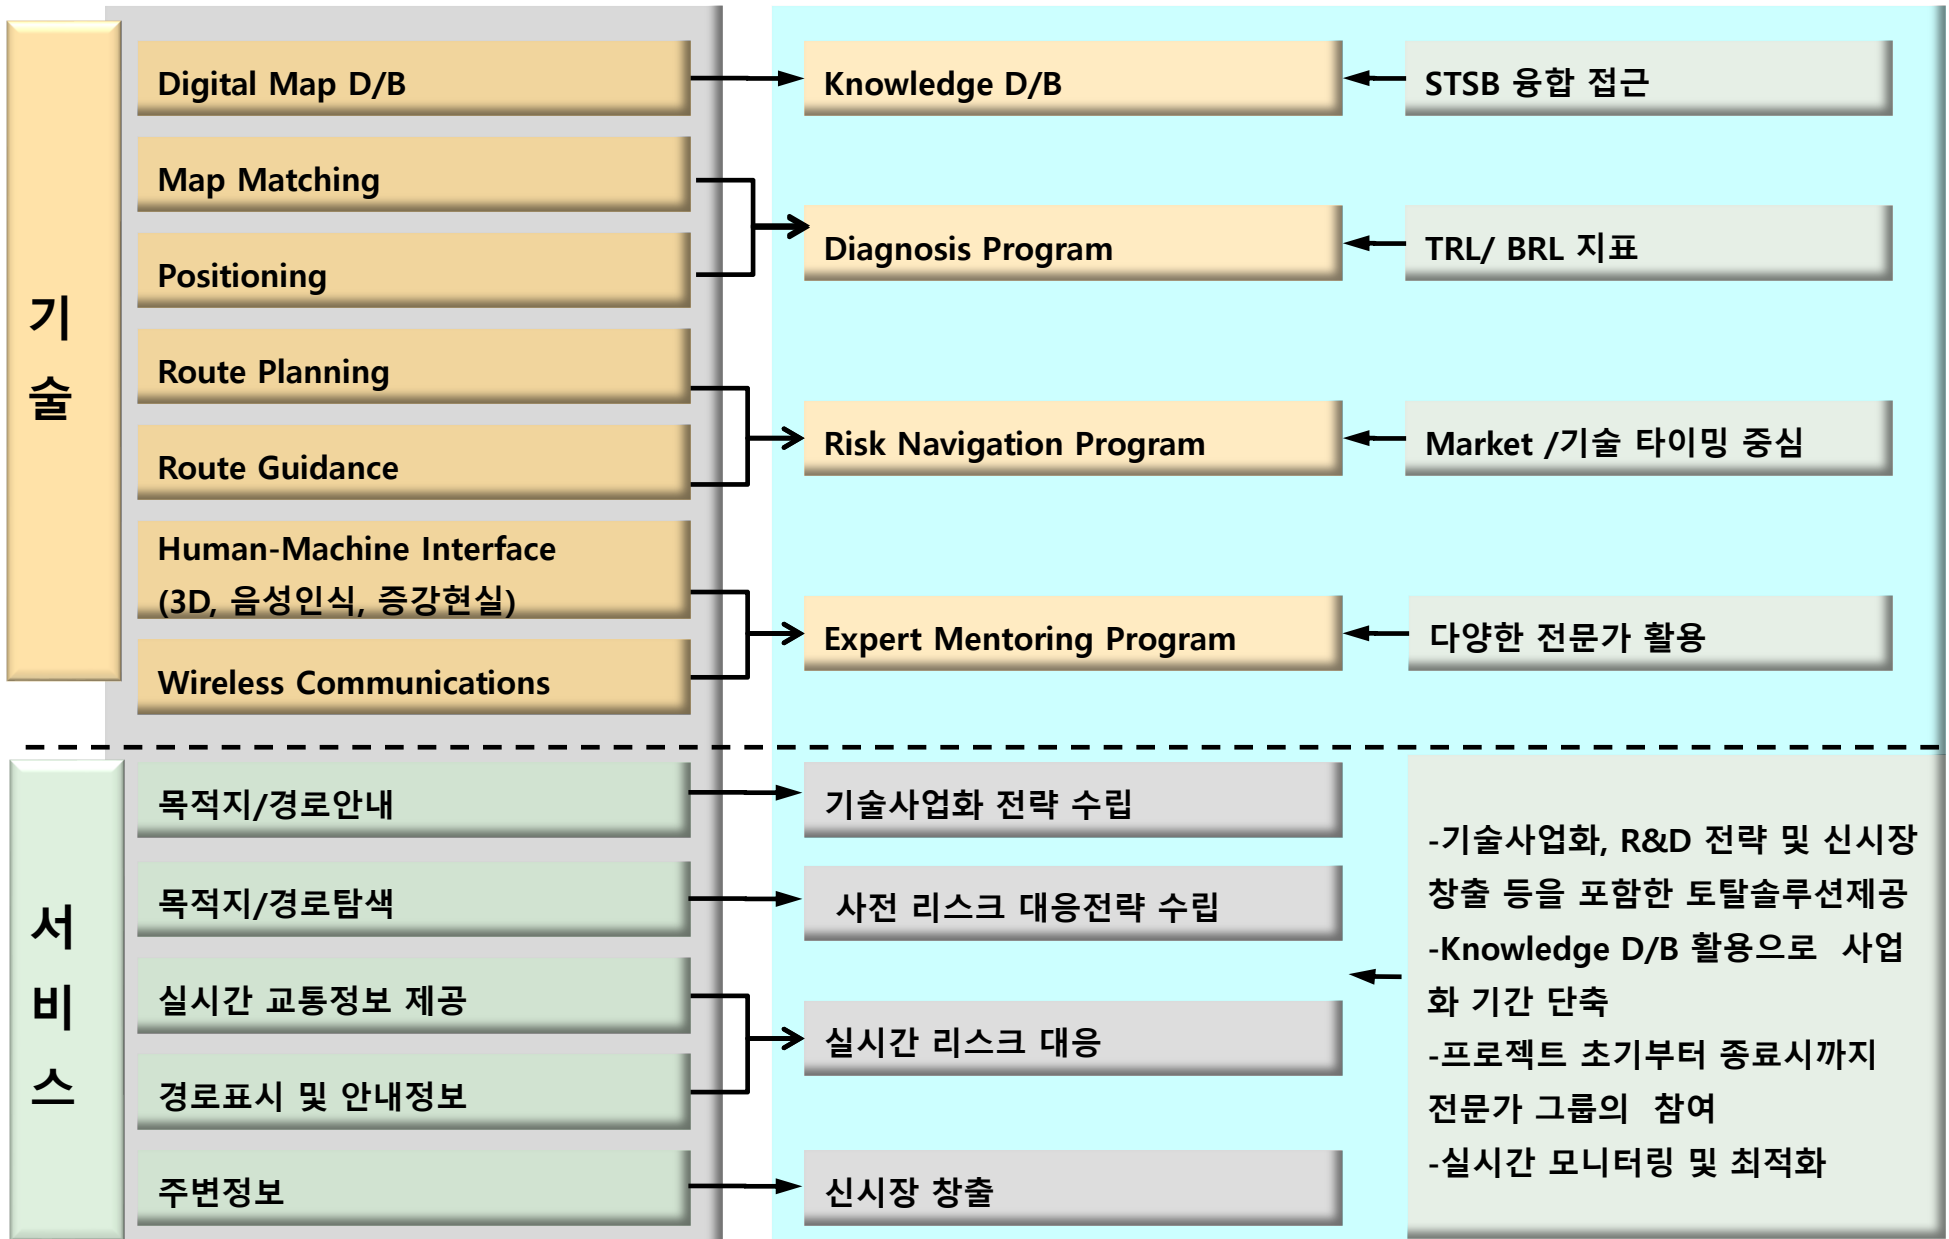 기
술
Digital Map D/B
Knowledge D/B
STSB 융합 접근
Map Matching
Positioning
Diagnosis Program
TRL/ BRL 지표
Route Planning
Route Guidance
Risk Navigation Program
Market /기술 타이밍 중심
Human-Machine Interface
(3D, 음성인식, 증강현실)
Wireless Communications
Expert Mentoring Program
다양한 전문가 활용
서
비
스
목적지/경로안내
기술사업화 전략 수립
목적지/경로탐색
사전 리스크 대응전략 수립
실시간 교통정보 제공
경로표시 및 안내정보
실시간 리스크 대응
주변정보
신시장 창출
-기술사업화, R&D 전략 및 신시장
창출 등을 포함한 토탈솔루션제공
-Knowledge D/B 활용으로 사업
화 기간 단축
-프로젝트 초기부터 종료시까지
전문가 그룹의 참여
-실시간 모니터링 및 최적화